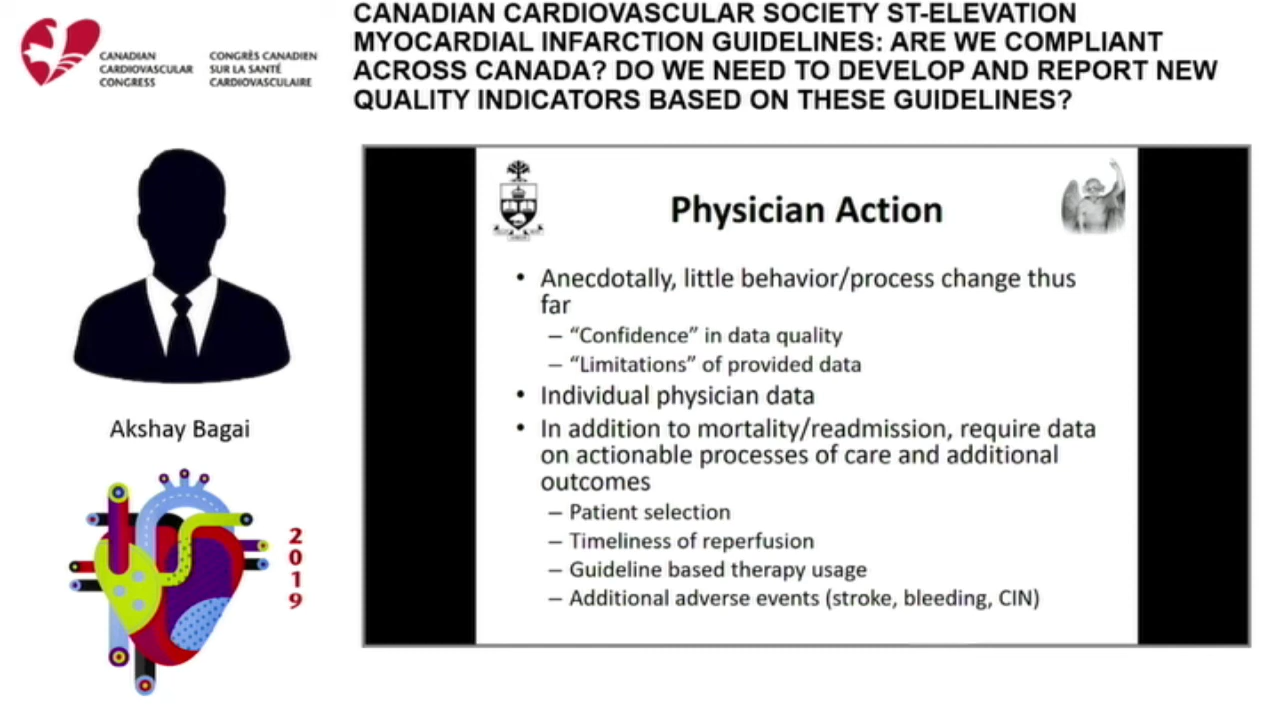 CANADIAN CARDIOVASCULAR SOCIETY ST-ELEVATION
MYOCARDIAL INFARCTION GUIDELINES: ARE WE COMPLIANT
ACROSS CANADA? DO WE NEED TO DEVELOP AND REPORT NEW
QUALITY INDICATORS BASED ON THESE GUIDELINES?
CANADIAN
CARDIOVASCULAR
CONGRESS
CONGRÈS CANADIEN
SUR LA SANTÉ
CARDIOVASCULAIRE
Akshay Bagai
2
0
1
9
Physician Action
• Anecdotally, little behavior/process change thus
far
– “Confidence” in data quality
– “Limitations” of provided data
• Individual physician data
• In addition to mortality/readmission, require data
on actionable processes of care and additional
outcomes
– Patient selection
– Timeliness of reperfusion
– Guideline based therapy usage
– Additional adverse events (stroke, bleeding, CIN)